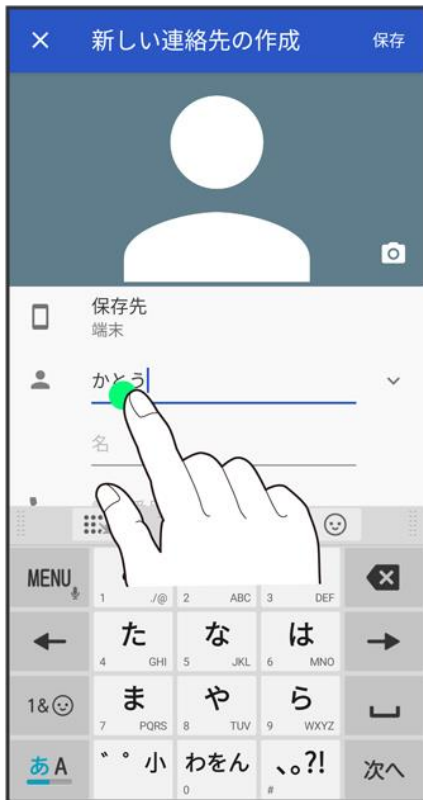 新しい連絡先の作成 保存
保存先
端末
かとう
名
MENU 1 ./@ 2 ABC 3 DEF
た 4 GHI な 5 JKL は 6 MNO
1& ま 7 PQRS や 8 TUV ら 9 WXYZ
あA ゛゜小 わをん 0 、。?! # 次へ